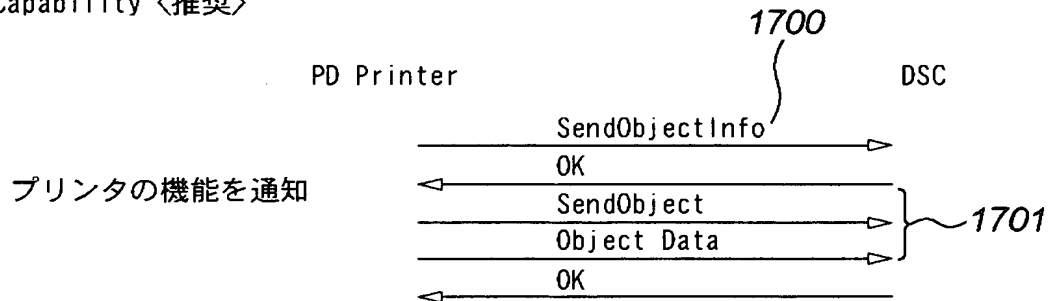 Capability <推奨>
1700
PD Printer DSC
SendObjectInfo
OK
プリンタの機能を通知
SendObject
1701
Object Data
OK